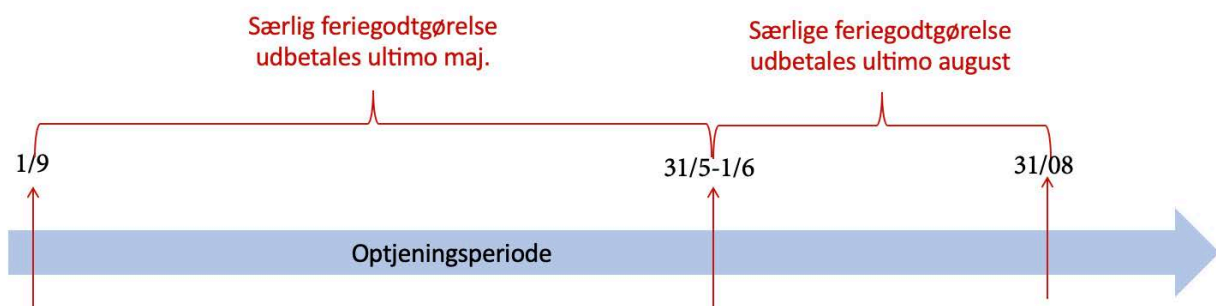 Særlig feriegodtgørelse
udbetales ultimo maj.
Særlige feriegodtgørelse
udbetales ultimo august
1/9
31/5-1/6
31/08
Optjeningsperiode